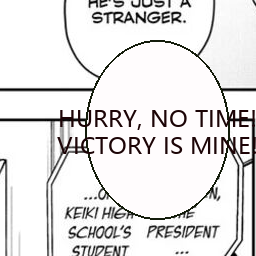 HE'S JUST A
STRANGER.
HURRY, NO TIME!
VICTORY IS MINE!
KEIKI HIGH
SCHOOL'S PRESIDENT
STUDENT ...